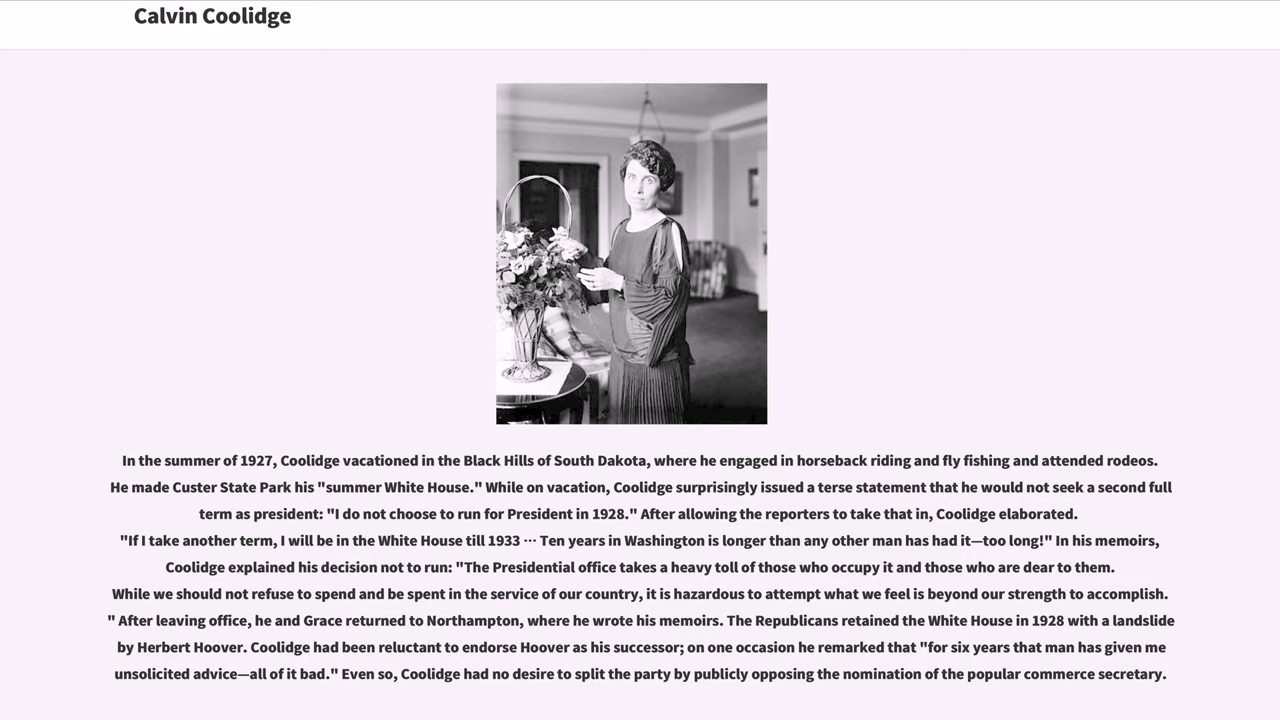 Calvin Coolidge
In the summer of 1927, Coolidge vacationed in the Black Hills of South Dakota, where he engaged in horseback riding and fly fishing and attended rodeos.
He made Custer State Park his "summer White House." While on vacation, Coolidge surprisingly issued a terse statement that he would not seek a second full
term as president: "I do not choose to run for President in 1928." After allowing the reporters to take that in, Coolidge elaborated.
"If I take another term, I will be in the White House till 1933 ··· Ten years in Washington is longer than any other man has had it—too long!" In his memoirs,
Coolidge explained his decision not to run: "The Presidential office takes a heavy toll of those who occupy it and those who are dear to them.
While we should not refuse to spend and be spent in the service of our country, it is hazardous to attempt what we feel is beyond our strength to accomplish.
" After leaving office, he and Grace returned to Northampton, where he wrote his memoirs. The Republicans retained the White House in 1928 with a landslide
by Herbert Hoover. Coolidge had been reluctant to endorse Hoover as his successor; on one occasion he remarked that "for six years that man has given me
unsolicited advice—all of it bad." Even so, Coolidge had no desire to split the party by publicly opposing the nomination of the popular commerce secretary.